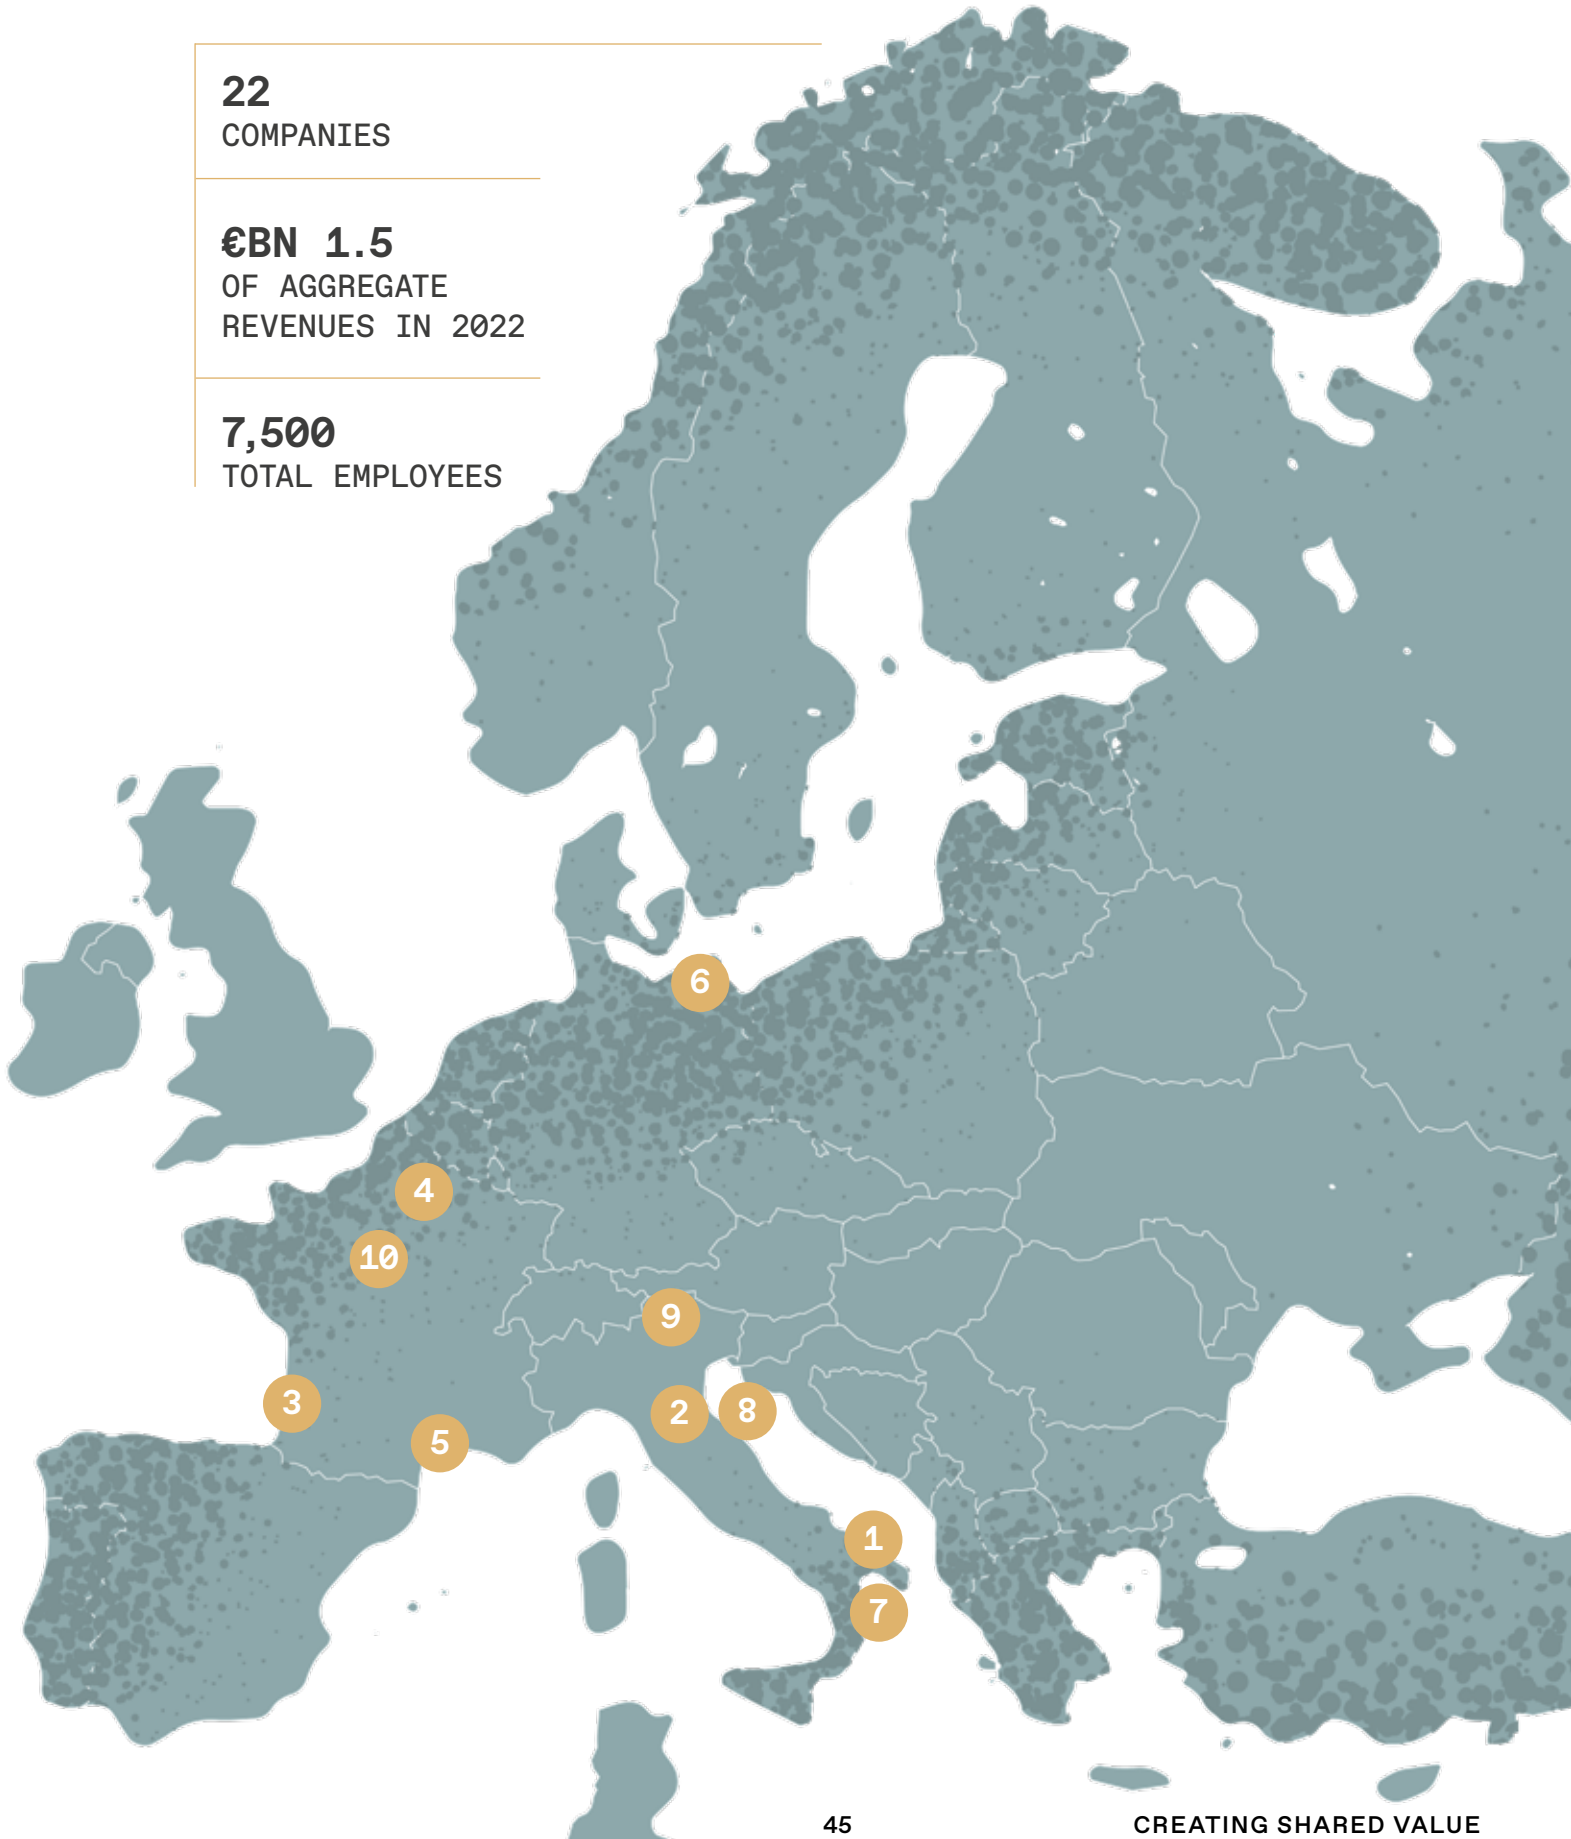 22
COMPANIES
€BN 1.5
OF AGGREGATE
REVENUES IN 2022
7,500
TOTAL EMPLOYEES
6
4
10
9
3
2
8
5
1
7
45
CREATING SHARED VALUE